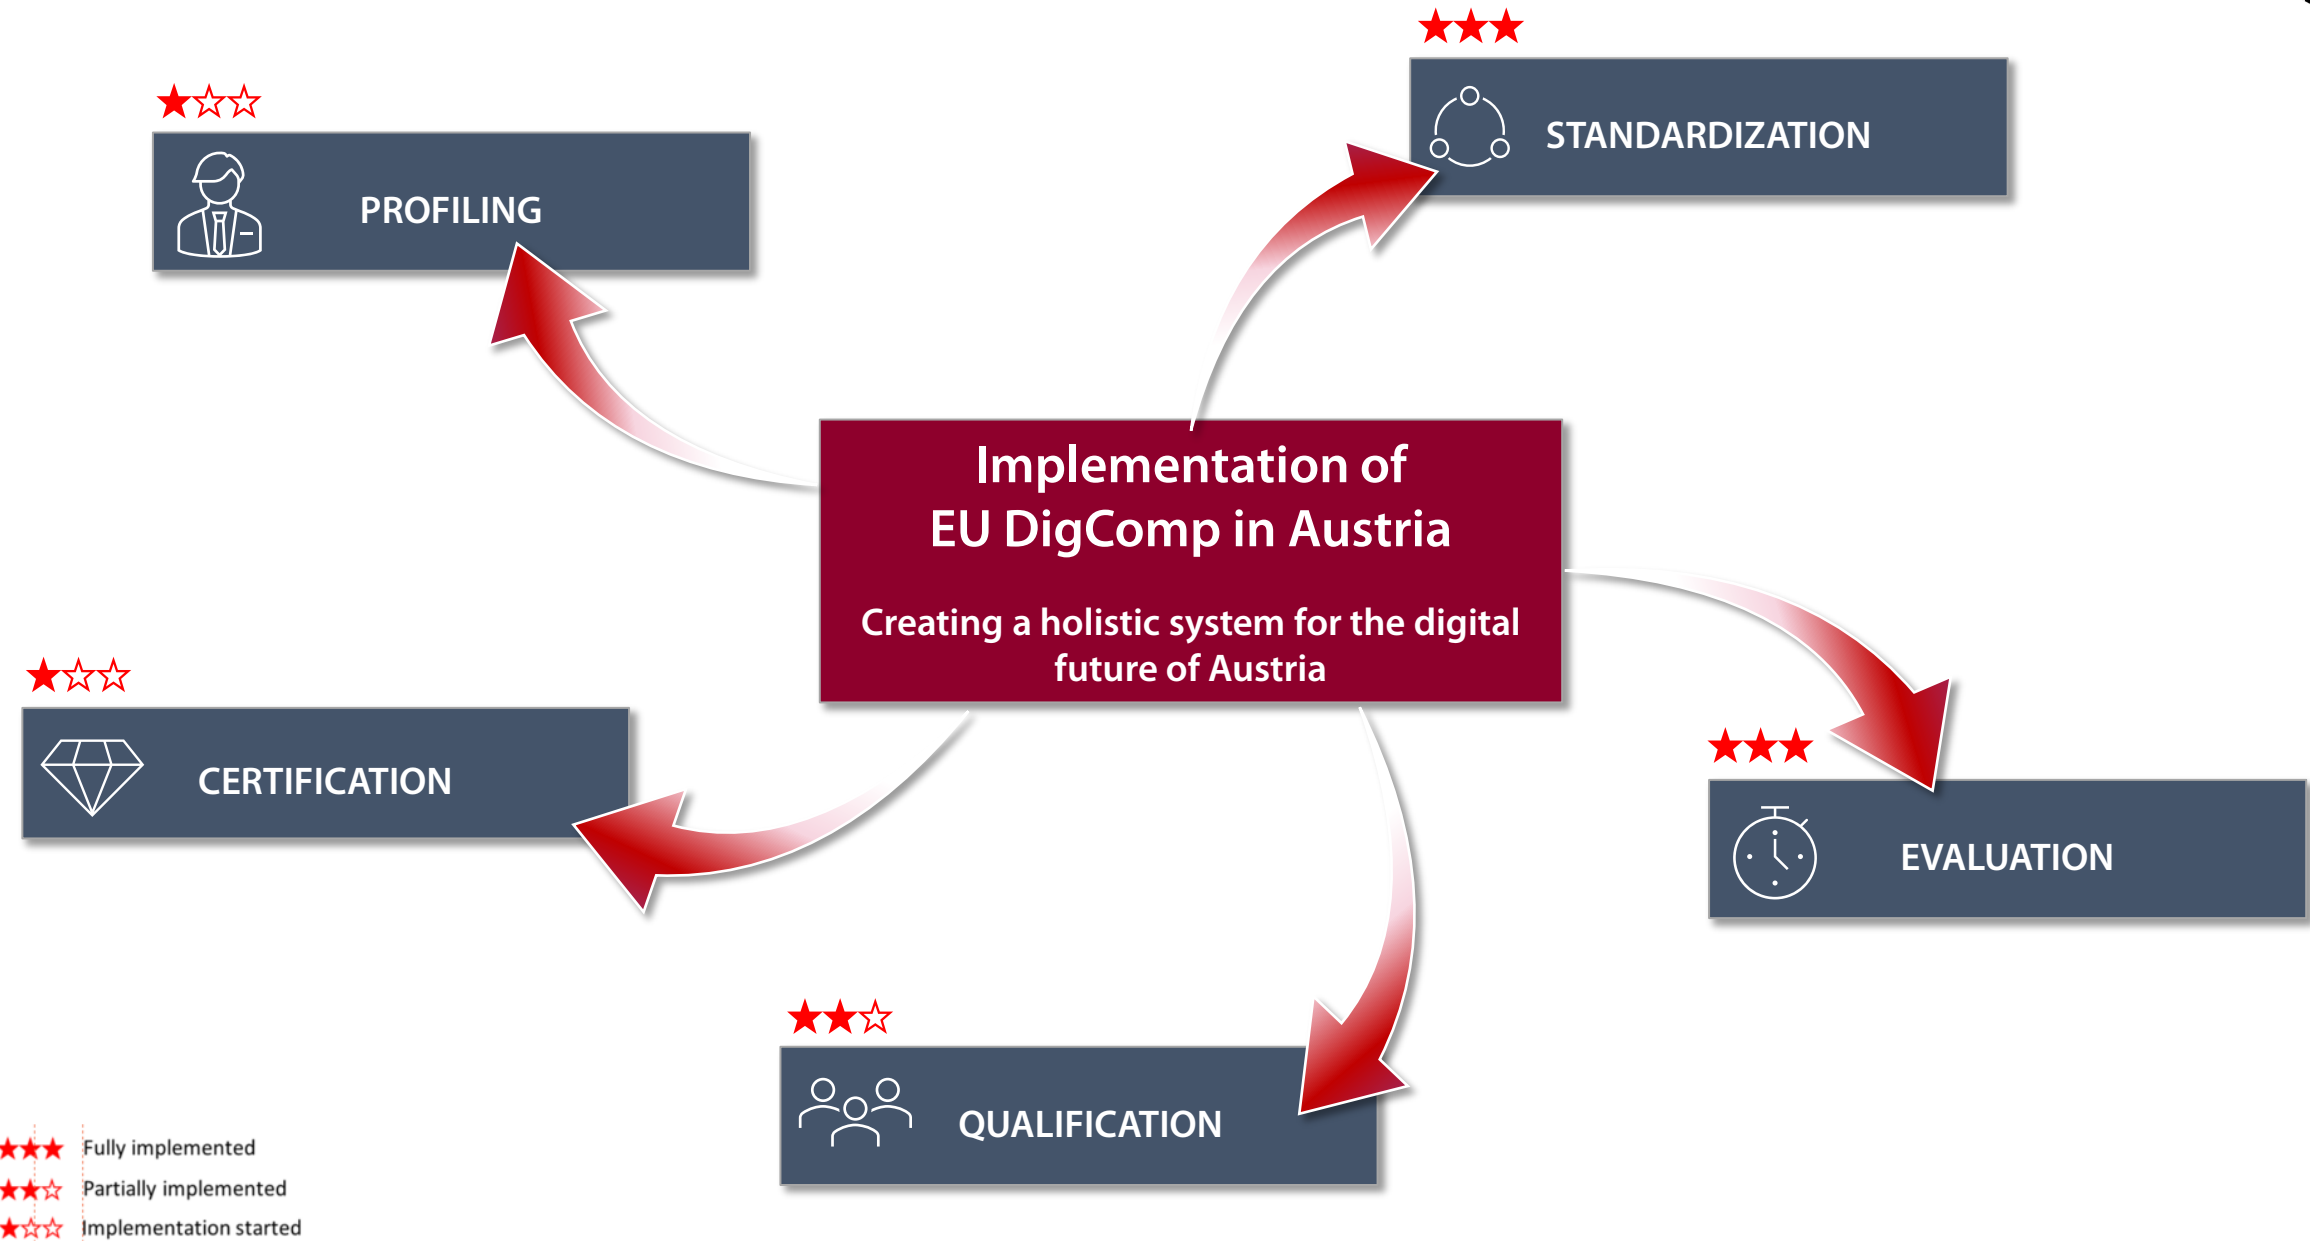 STANDARDIZATION
PROFILING
Implementation of
EU DigComp in Austria
Creating a holistic system for the digital
future of Austria
CERTIFICATION
EVALUATION
QUALIFICATION
Fully implemented
Partially implemented
Implementation started